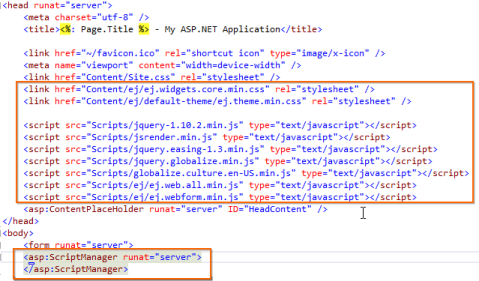 <head runat="server">
<meta charset="utf-8" />
<title><%: Page.Title %> - My ASP.NET Application</title>
<link href="~/favicon.ico" rel="shortcut icon" type="image/x-icon" />
<meta name="viewport" content="width=device-width" />
<link href="Content/Site.css" rel="stylesheet" />
<link href="Content/ej/ej.widgets.core.min.css" rel="stylesheet" />
<link href="Content/ej/default-theme/ej.theme.min.css" rel="stylesheet" />
<script src="Scripts/jquery-1.10.2.min.js" type="text/javascript"></script>
<script src="Scripts/jsrender.min.js" type="text/javascript"></script>
<script src="Scripts/jquery.easing-1.3.min.js" type="text/javascript"></script>
<script src="Scripts/jquery.globalize.min.js" type="text/javascript"></script>
<script src="Scripts/globalize.culture.en-US.min.js" type="text/javascript"></script>
<script src="Scripts/ej/ej.web.all.min.js" type="text/javascript"></script>
<script src="Scripts/ej/ej.webform.min.js" type="text/javascript"></script>
<asp:ContentPlaceHolder runat="server" ID="HeadContent" />
</head>
<body>
<form runat="server">
<asp:ScriptManager runat="server">
</asp:ScriptManager>